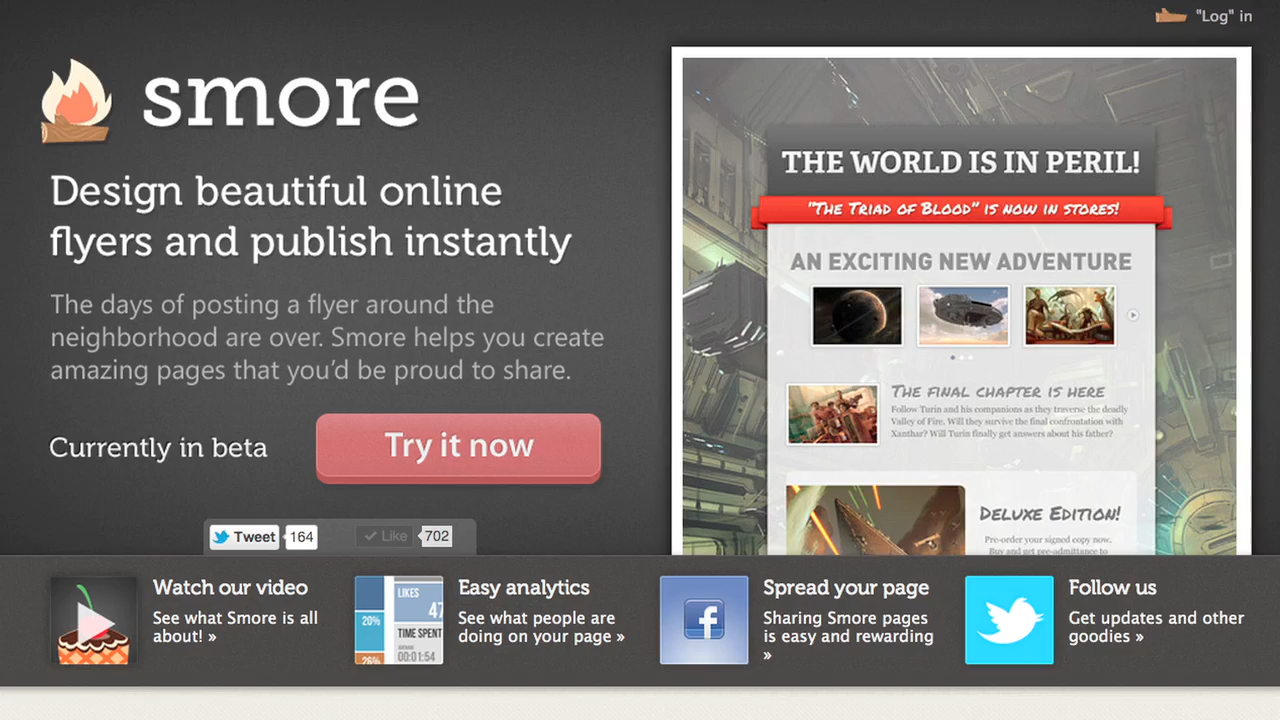 "Log" in
smore
Design beautiful online
flyers and publish instantly
The days of posting a flyer around the
neighborhood are over. Smore helps you create
amazing pages that you'd be proud to share.
Currently in beta
Try it now
Tweet
164
Like
702
THE WORLD IS IN PERIL!
"THE TRIAD OF BLOOD" IS NOW IN STORES!
AN EXCITING NEW ADVENTURE
THE FINAL CHAPTER IS HERE
Follow Turin and his companions as they traverse the deadly
Valley of Fire. Will they survive the final confrontation with
Xanthar? Will Turin finally get answers about his father?
DELUXE EDITION!
Pre-order your signed copy now.
Buy and get pre-admittance to
Watch our video
See what Smore is all
about! »
LIKES
47
20%
TIME SPENT
AVERAGE
00:01:54
26%
Easy analytics
See what people are
doing on your page »
Spread your page
Sharing Smore pages
is easy and rewarding
»
Follow us
Get updates and other
goodies »